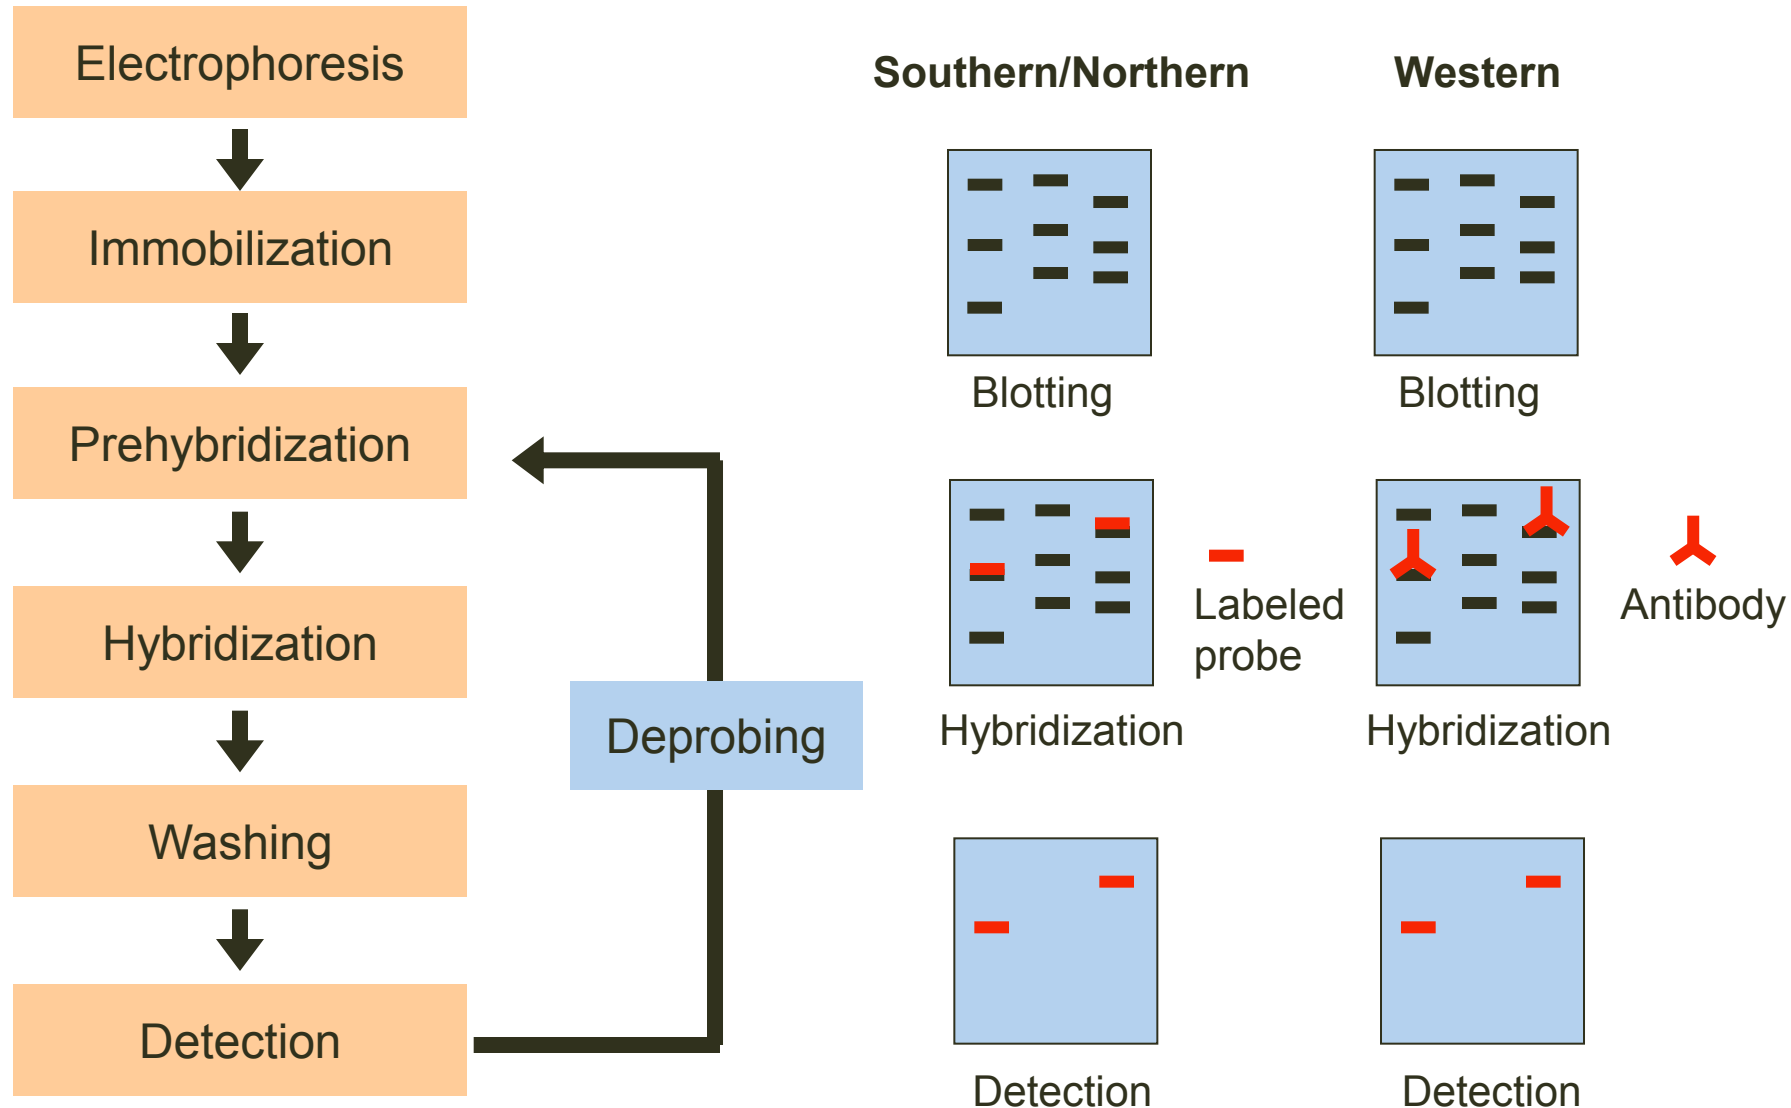 Electrophoresis
Immobilization
Prehybridization
Hybridization
Washing
Detection
Deprobing
Southern/Northern
Western
Blotting
Blotting
Labeled
probe
Antibody
Hybridization
Hybridization
Detection
Detection